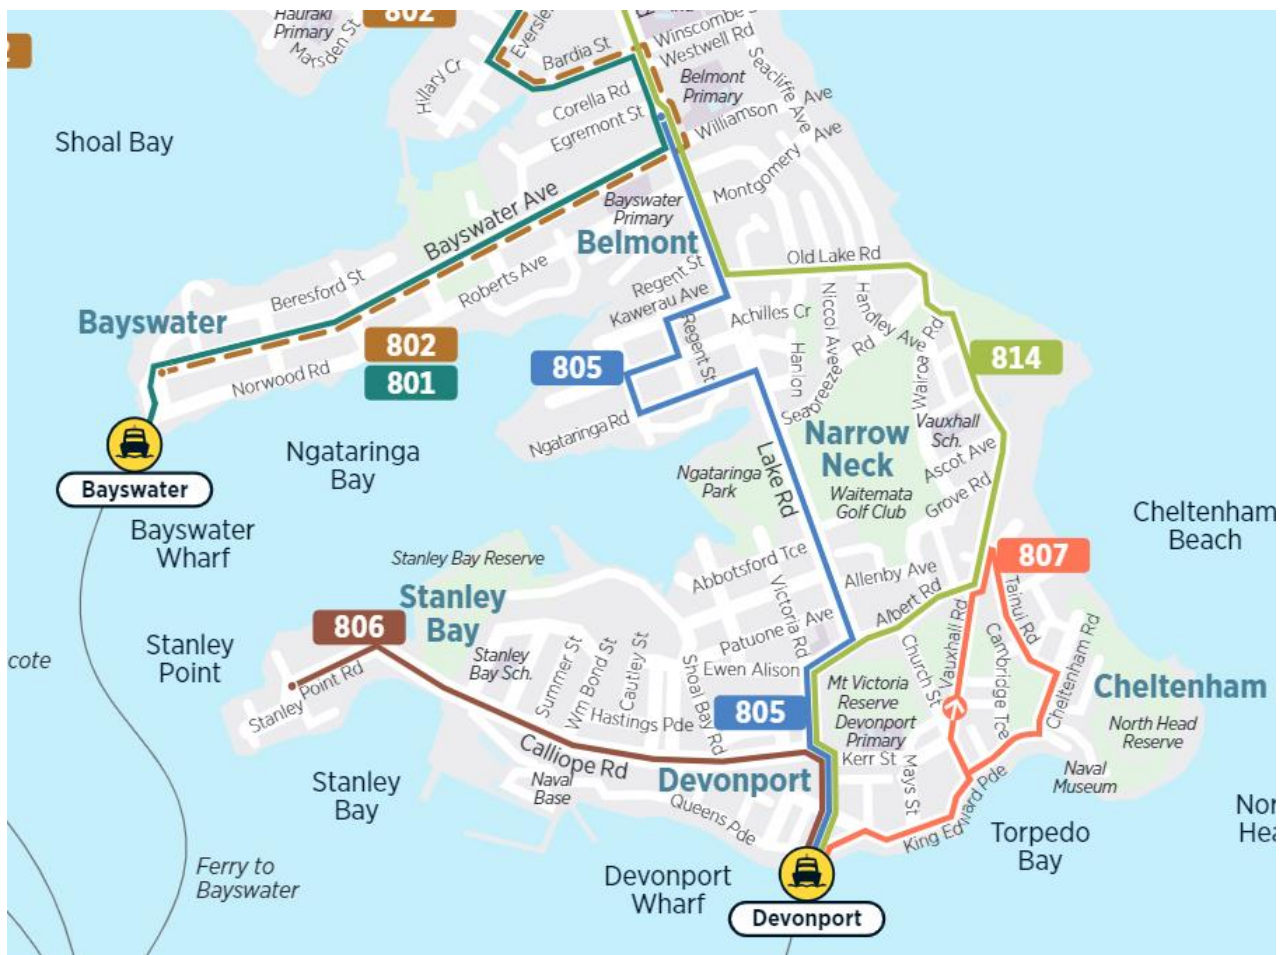 Hauraki
Primary
Marsden St
802
Eversle
Bardia St
Winscombe S
Westwell Rd
Seacliffe Ave
Hillary Cr
Belmont
Primary
Corella Rd
Egremont St
Williamson Ave
Shoal Bay
Montgomery Ave
Bayswater Ave
Bayswater
Primary
Belmont
Old Lake Rd
Regent St
Roberts Ave
Beresford St
Kawerau Ave
Bayswater
Achilles Cr
Niccol Ave
Handley Ave
802
801
Norwood Rd
805
Regent St
Hanlon
Seabreeze Rd
Wairoa Rd
814
Ngataringa Rd
Narrow
Neck
Vauxhall
Sch.
Ascot Ave
Ngataringa
Bay
Lake Rd
Ngataringa
Park
Waitemata
Golf Club
Grove Rd
Bayswater
Bayswater
Wharf
Cheltenham
Beach
Stanley Bay Reserve
Abbotsford Tce
Allenby Ave
807
Stanley
Bay
806
Victoria Rd
Albert Rd
Tainui Rd
Vauxhall Rd
Stanley
Point
cote
Patuone Ave
Stanley
Bay Sch.
Summer St
Wm Bond St
Cautley St
Shoal Bay Rd
Ewen Alison
Church St
Cambridge Tce
Cheltenham Rd
Stanley Point Rd
Mt Victoria
Reserve
Devonport
Primary
Cheltenham
Hastings Pde
805
North Head
Reserve
Calliope Rd
Kerr St
Mays St
Devonport
Naval
Museum
Stanley
Bay
Naval
Base
Queens Pde
King Edward Pde
Torpedo
Bay
Nor
Hea
Ferry to
Bayswater
Devonport
Wharf
Devonport